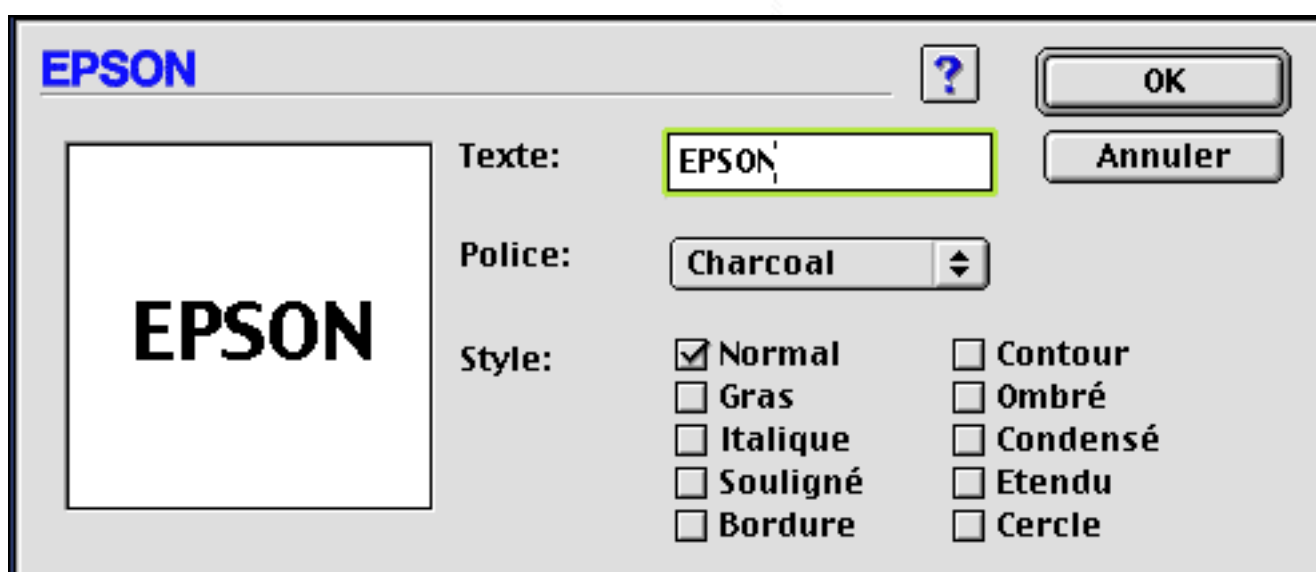 EPSON
?
OK
Texte:
EPSON
Annuler
Police:
Charcoal
EPSON
Style:
Normal
Contour
Gras
Ombré
Italique
Condensé
Souligné
Etendu
Bordure
Cercle